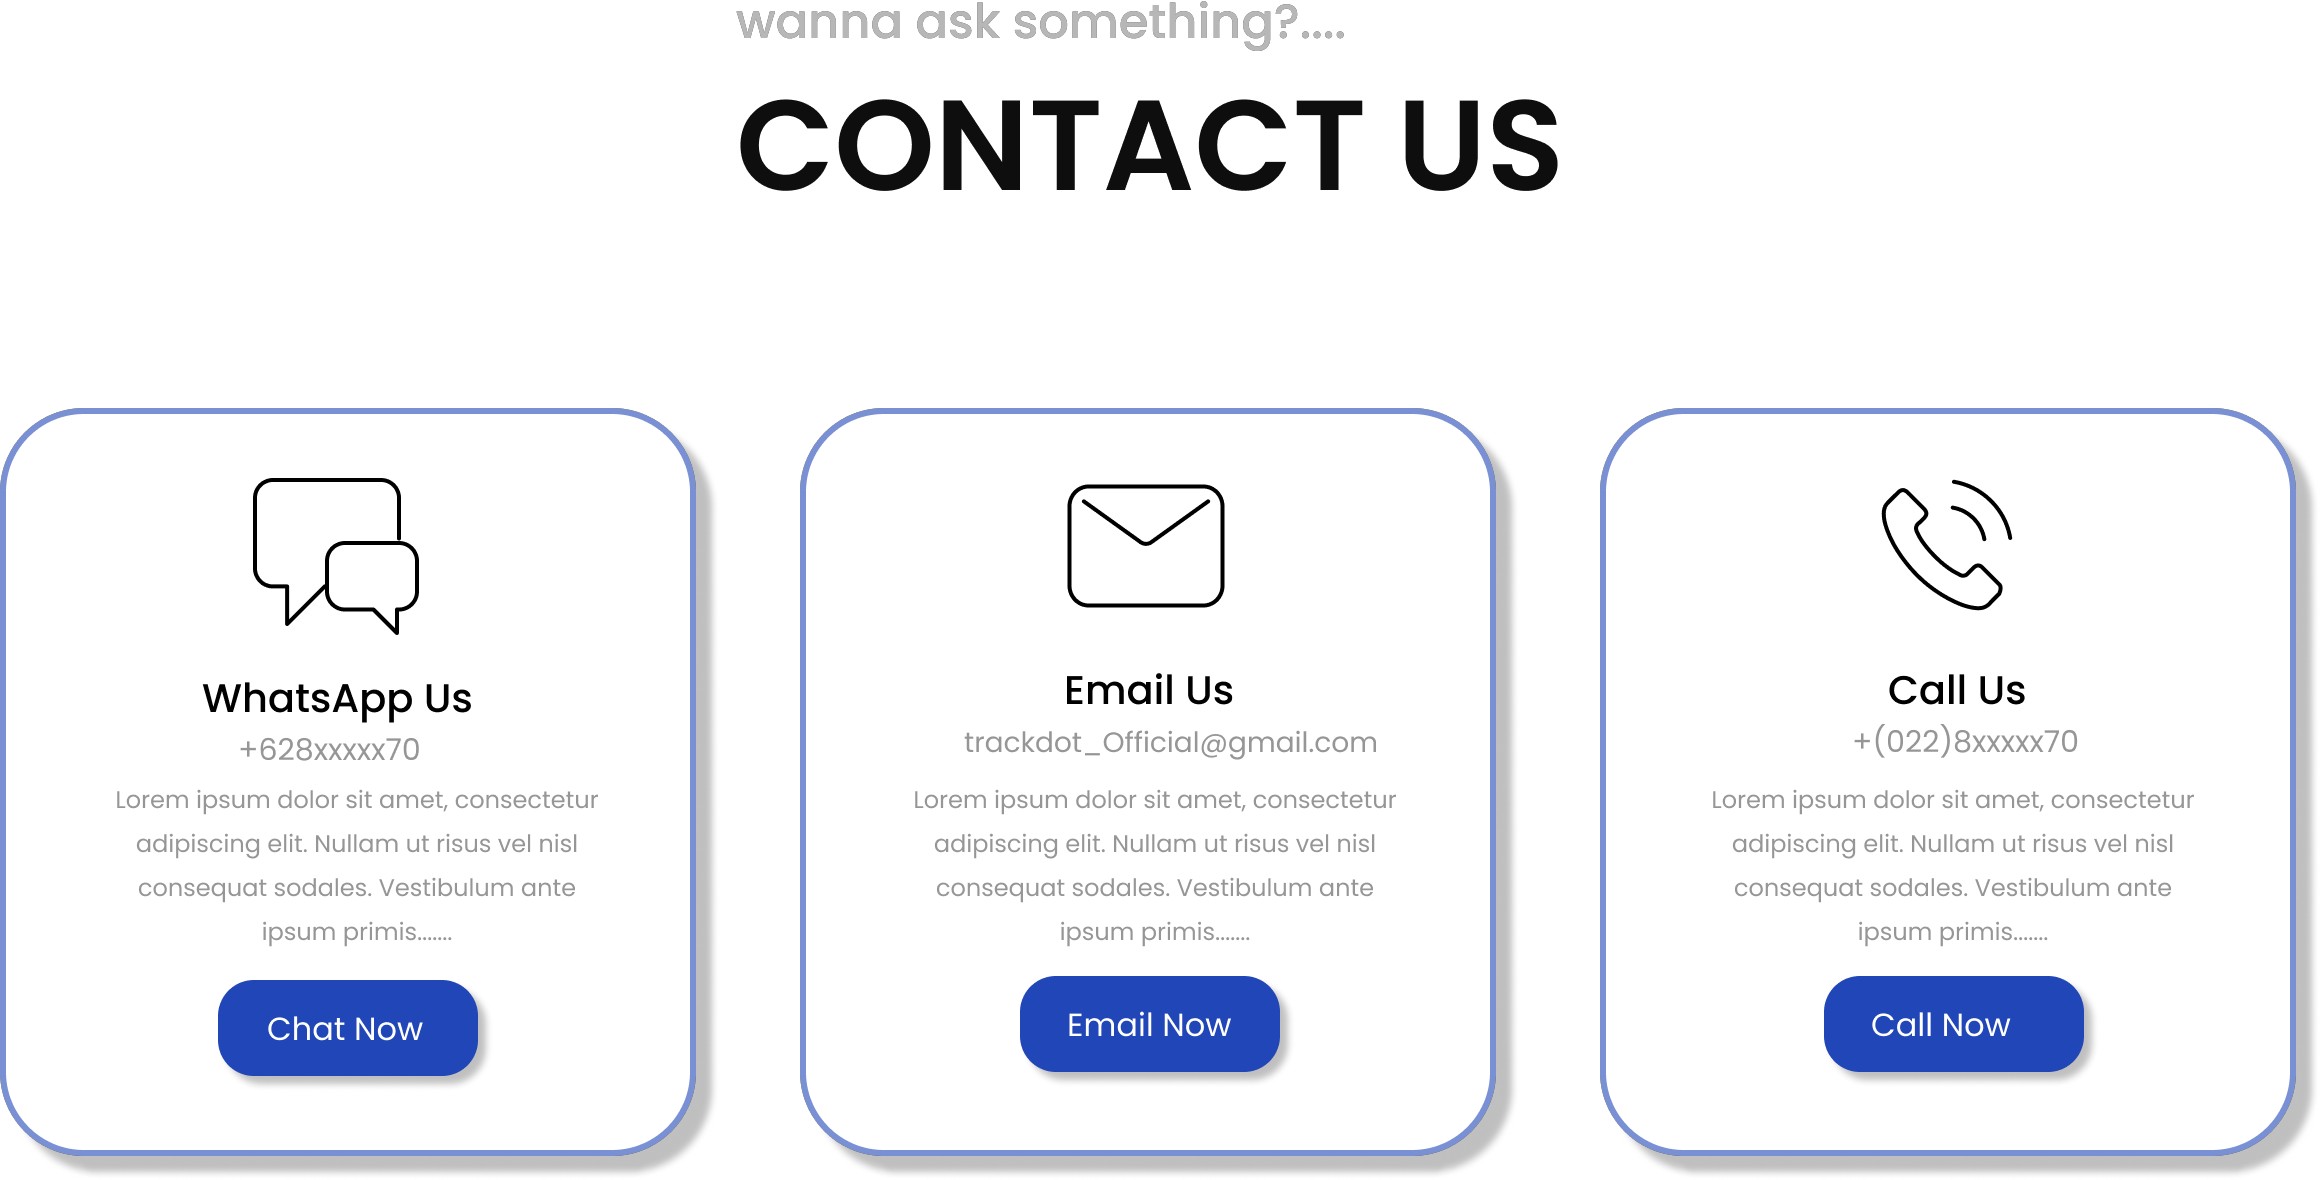 wanna ask something?....
CONTACT US
WhatsApp Us
+628xxxxx70
Lorem ipsum dolor sit amet, consectetur
adipiscing elit. Nullam ut risus vel nisl
consequat sodales. Vestibulum ante
ipsum primis.......
Chat Now
Email Us
trackdot_Official@gmail.com
Lorem ipsum dolor sit amet, consectetur
adipiscing elit. Nullam ut risus vel nisl
consequat sodales. Vestibulum ante
ipsum primis.......
Email Now
Call Us
+(022)8xxxxx70
Lorem ipsum dolor sit amet, consectetur
adipiscing elit. Nullam ut risus vel nisl
consequat sodales. Vestibulum ante
ipsum primis.......
Call Now